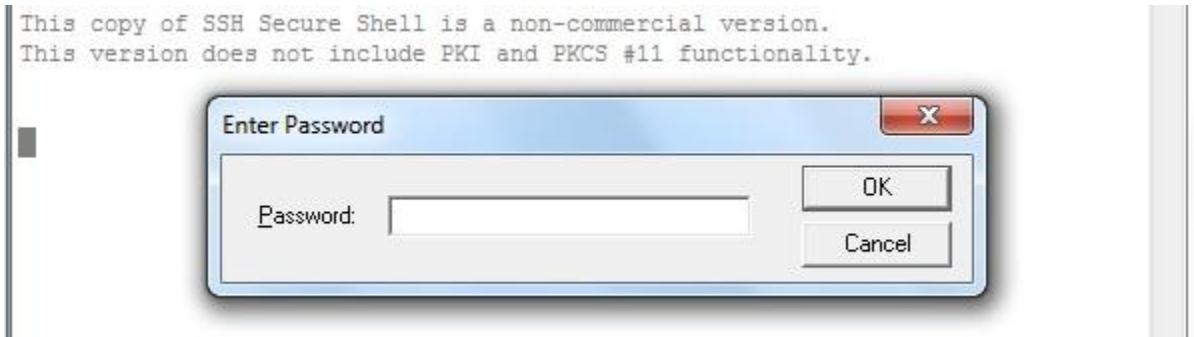 This copy of SSH Secure Shell is a non-commercial version.
This version does not include PKI and PKCS #11 functionality.
Enter Password
Password:
OK
Cancel